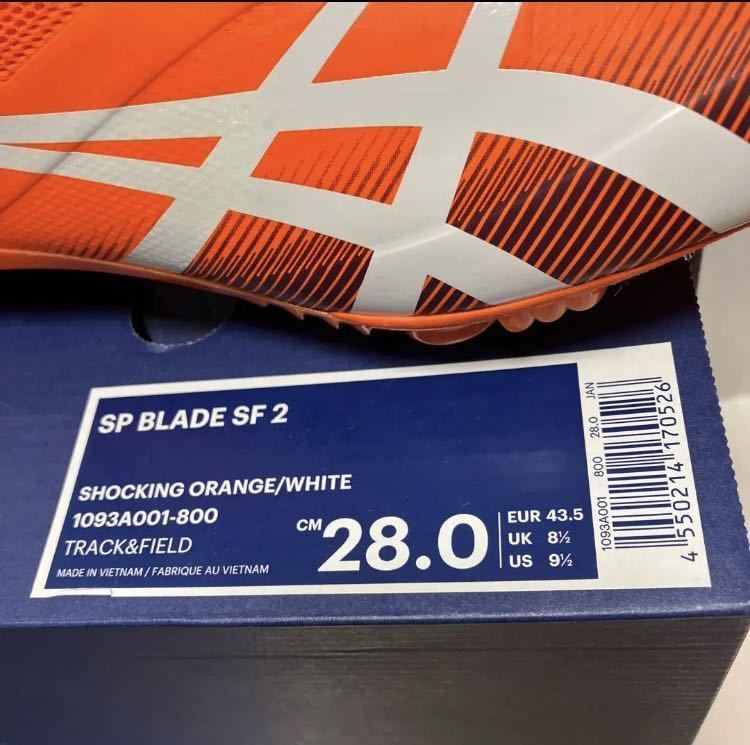 SP BLADE SF 2
SHOCKING ORANGE/WHITE
1093A001-800
TRACK&FIELD
MADE IN VIETNAM / FABRIQUE AU VIETNAM
CM 28.0
EUR 43.5
UK 8½
US 9½
1093A001 800 28.0 JAN
4 550214 170526